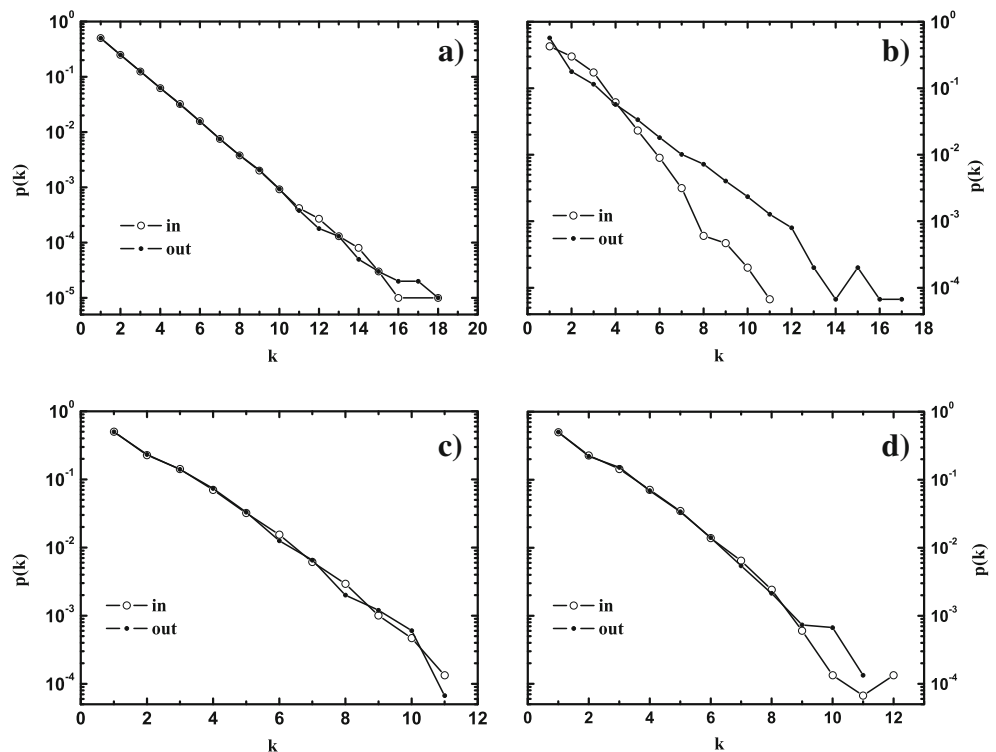 a)
10^0
10^-1
10^-2
10^-3
10^-4
10^-5
p(k)
in
out
0 2 4 6 8 10 12 14 16 18 20
k
b)
10^0
10^-1
10^-2
10^-3
10^-4
p(k)
in
out
0 2 4 6 8 10 12 14 16 18
k
c)
10^0
10^-1
10^-2
10^-3
10^-4
p(k)
in
out
0 2 4 6 8 10 12
k
d)
10^0
10^-1
10^-2
10^-3
10^-4
p(k)
in
out
0 2 4 6 8 10 12
k